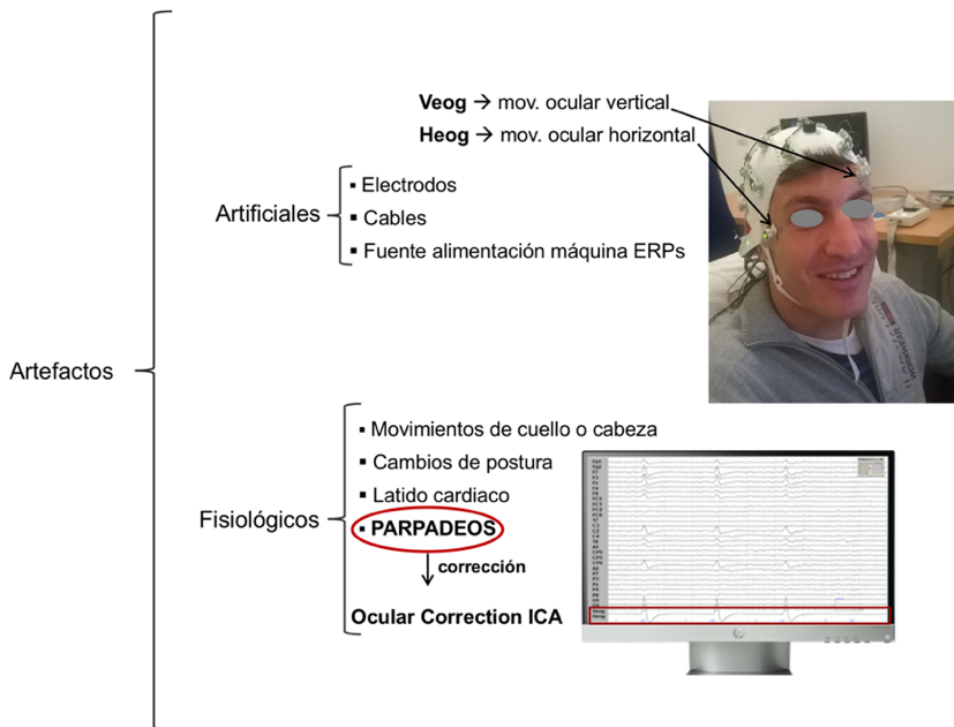 Veog → mov. ocular vertical
Heog → mov. ocular horizontal
Artificiales
▪ Electrodos
▪ Cables
▪ Fuente alimentación máquina ERPs
Artefactos
Fisiológicos
▪ Movimientos de cuello o cabeza
▪ Cambios de postura
▪ Latido cardiaco
▪ PARPADEOS
corrección
Ocular Correction ICA